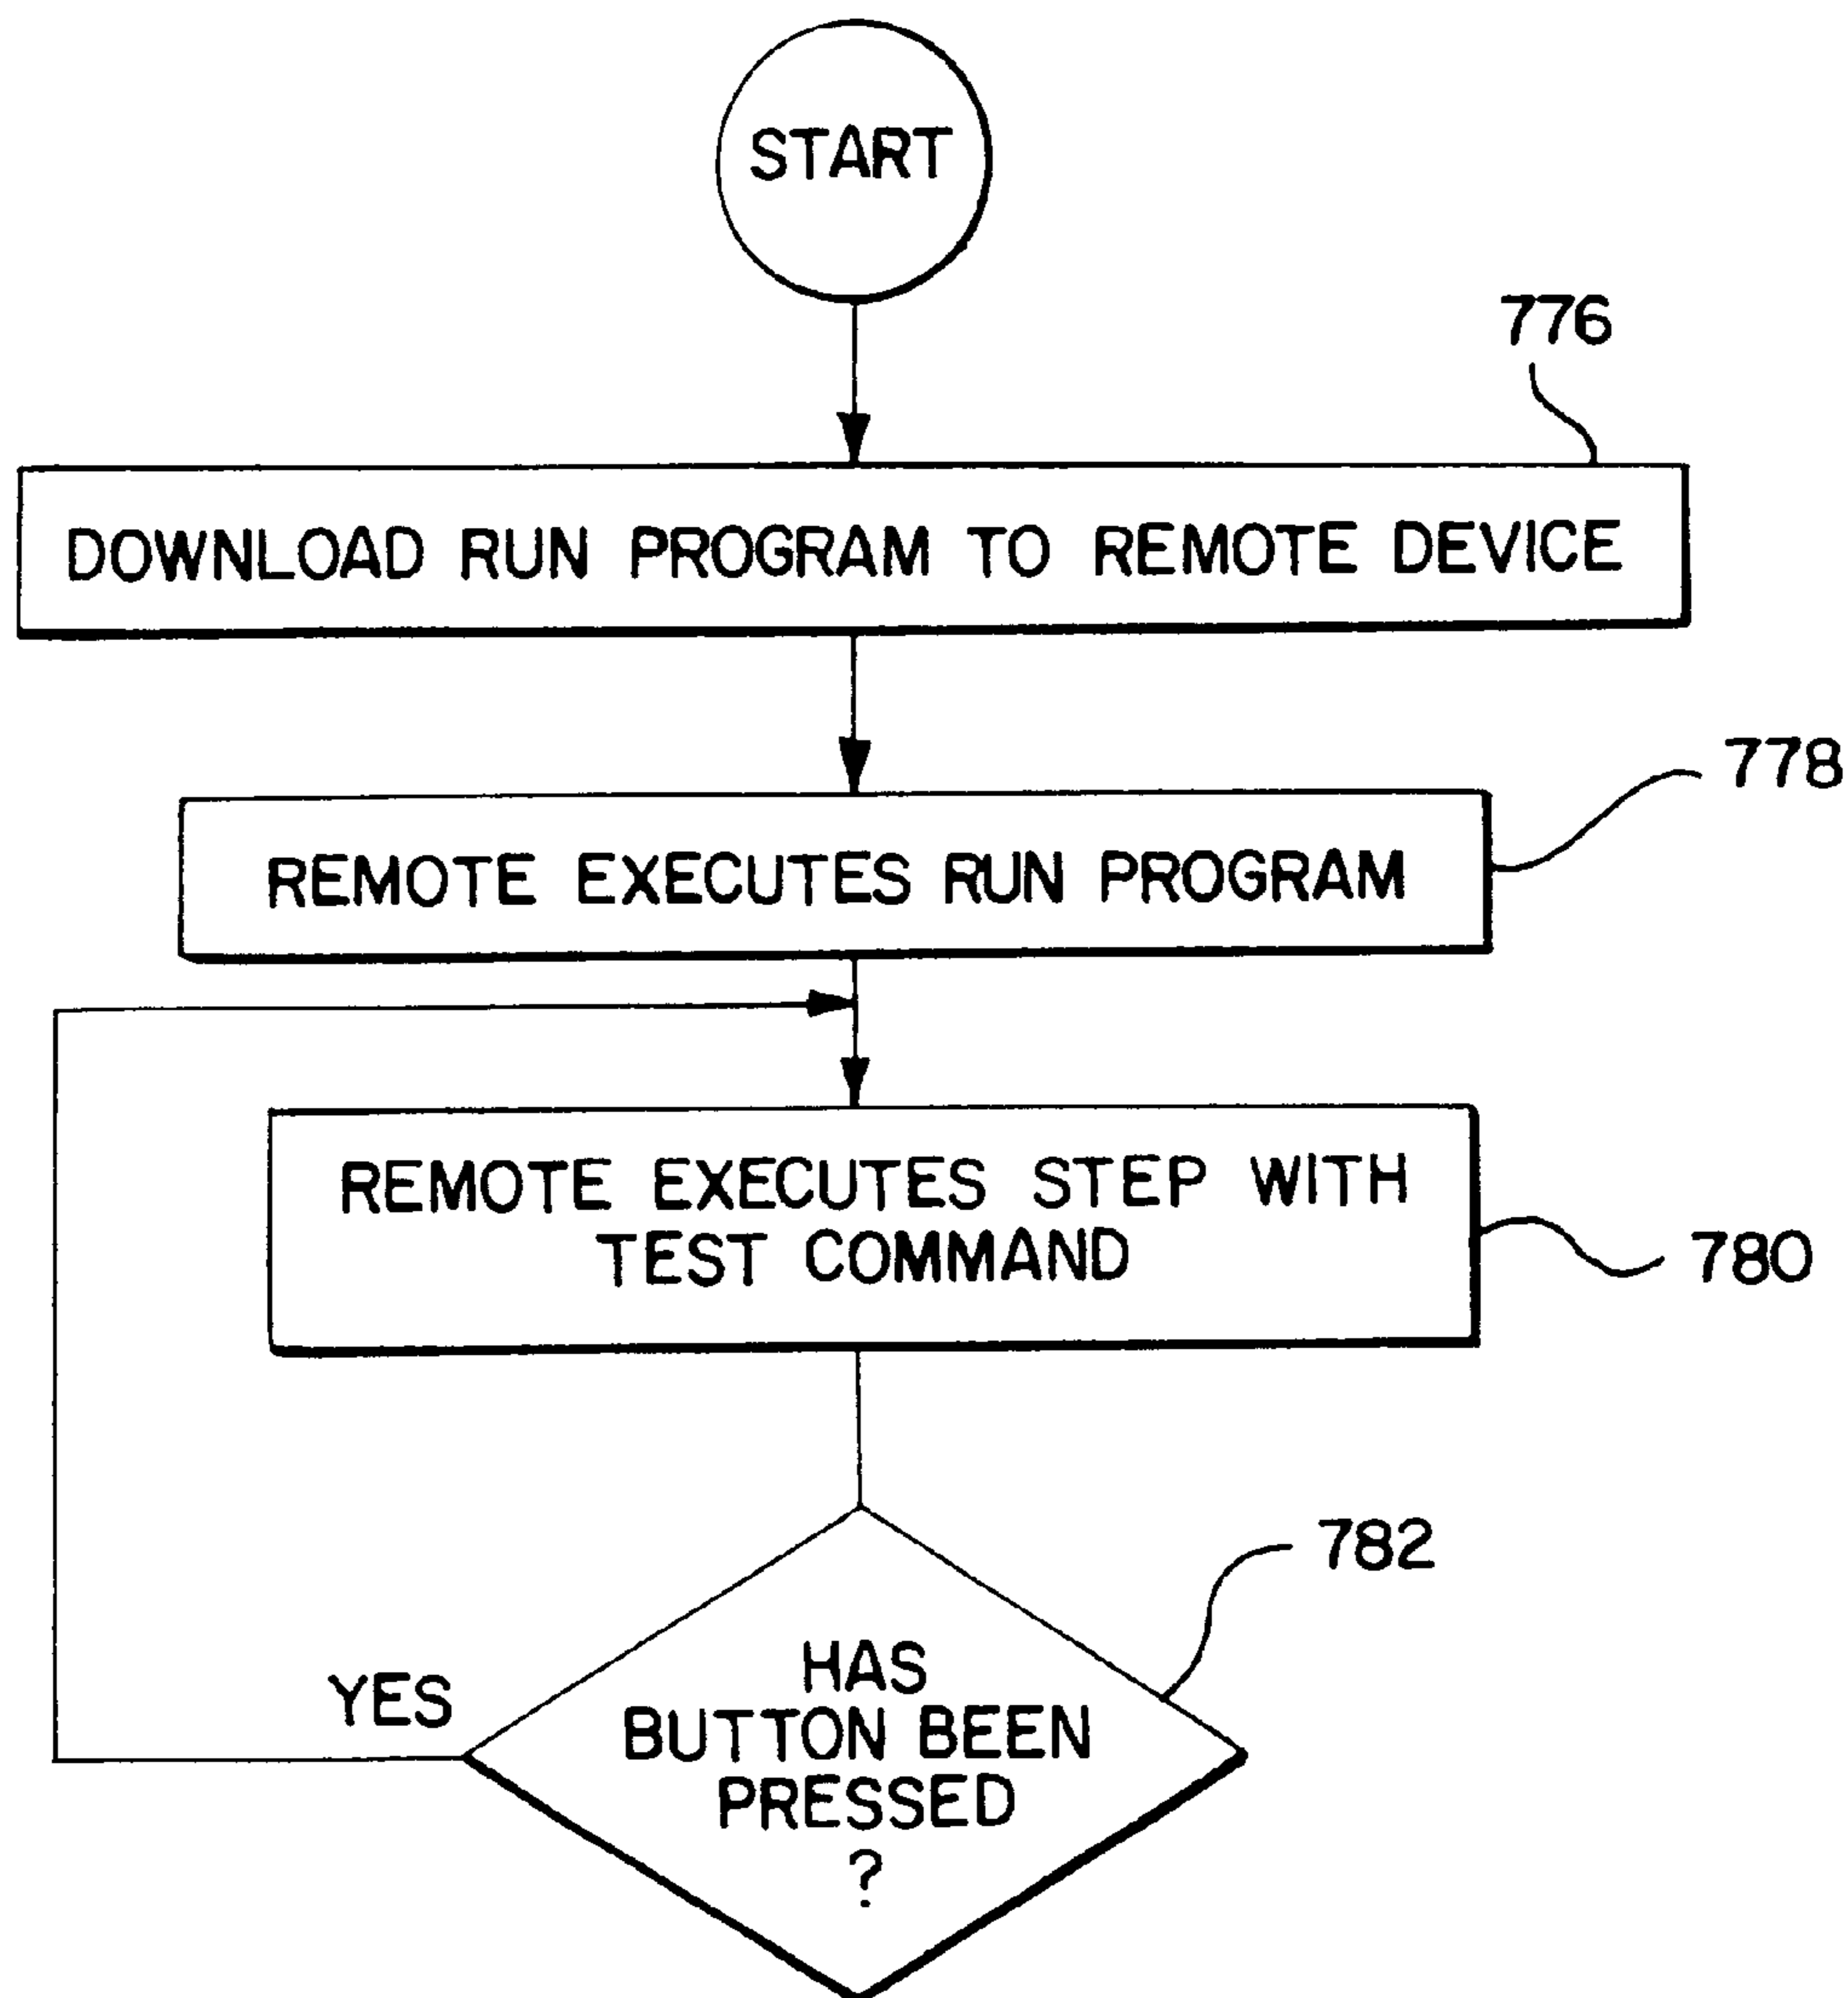 START
776
DOWNLOAD RUN PROGRAM TO REMOTE DEVICE
778
REMOTE EXECUTES RUN PROGRAM
REMOTE EXECUTES STEP WITH
TEST COMMAND
780
782
HAS
BUTTON BEEN
PRESSED
?
YES